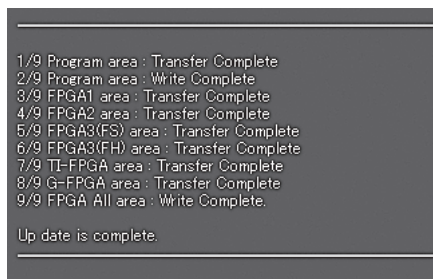 1/9 Program area : Transfer Complete
2/9 Program area : Write Complete
3/9 FPGA1 area : Transfer Complete
4/9 FPGA2 area : Transfer Complete
5/9 FPGA3(FS) area : Transfer Complete
6/9 FPGA3(FH) area : Transfer Complete
7/9 TI-FPGA area : Transfer Complete
8/9 G-FPGA area : Transfer Complete
9/9 FPGA All area : Write Complete.
Up date is complete.